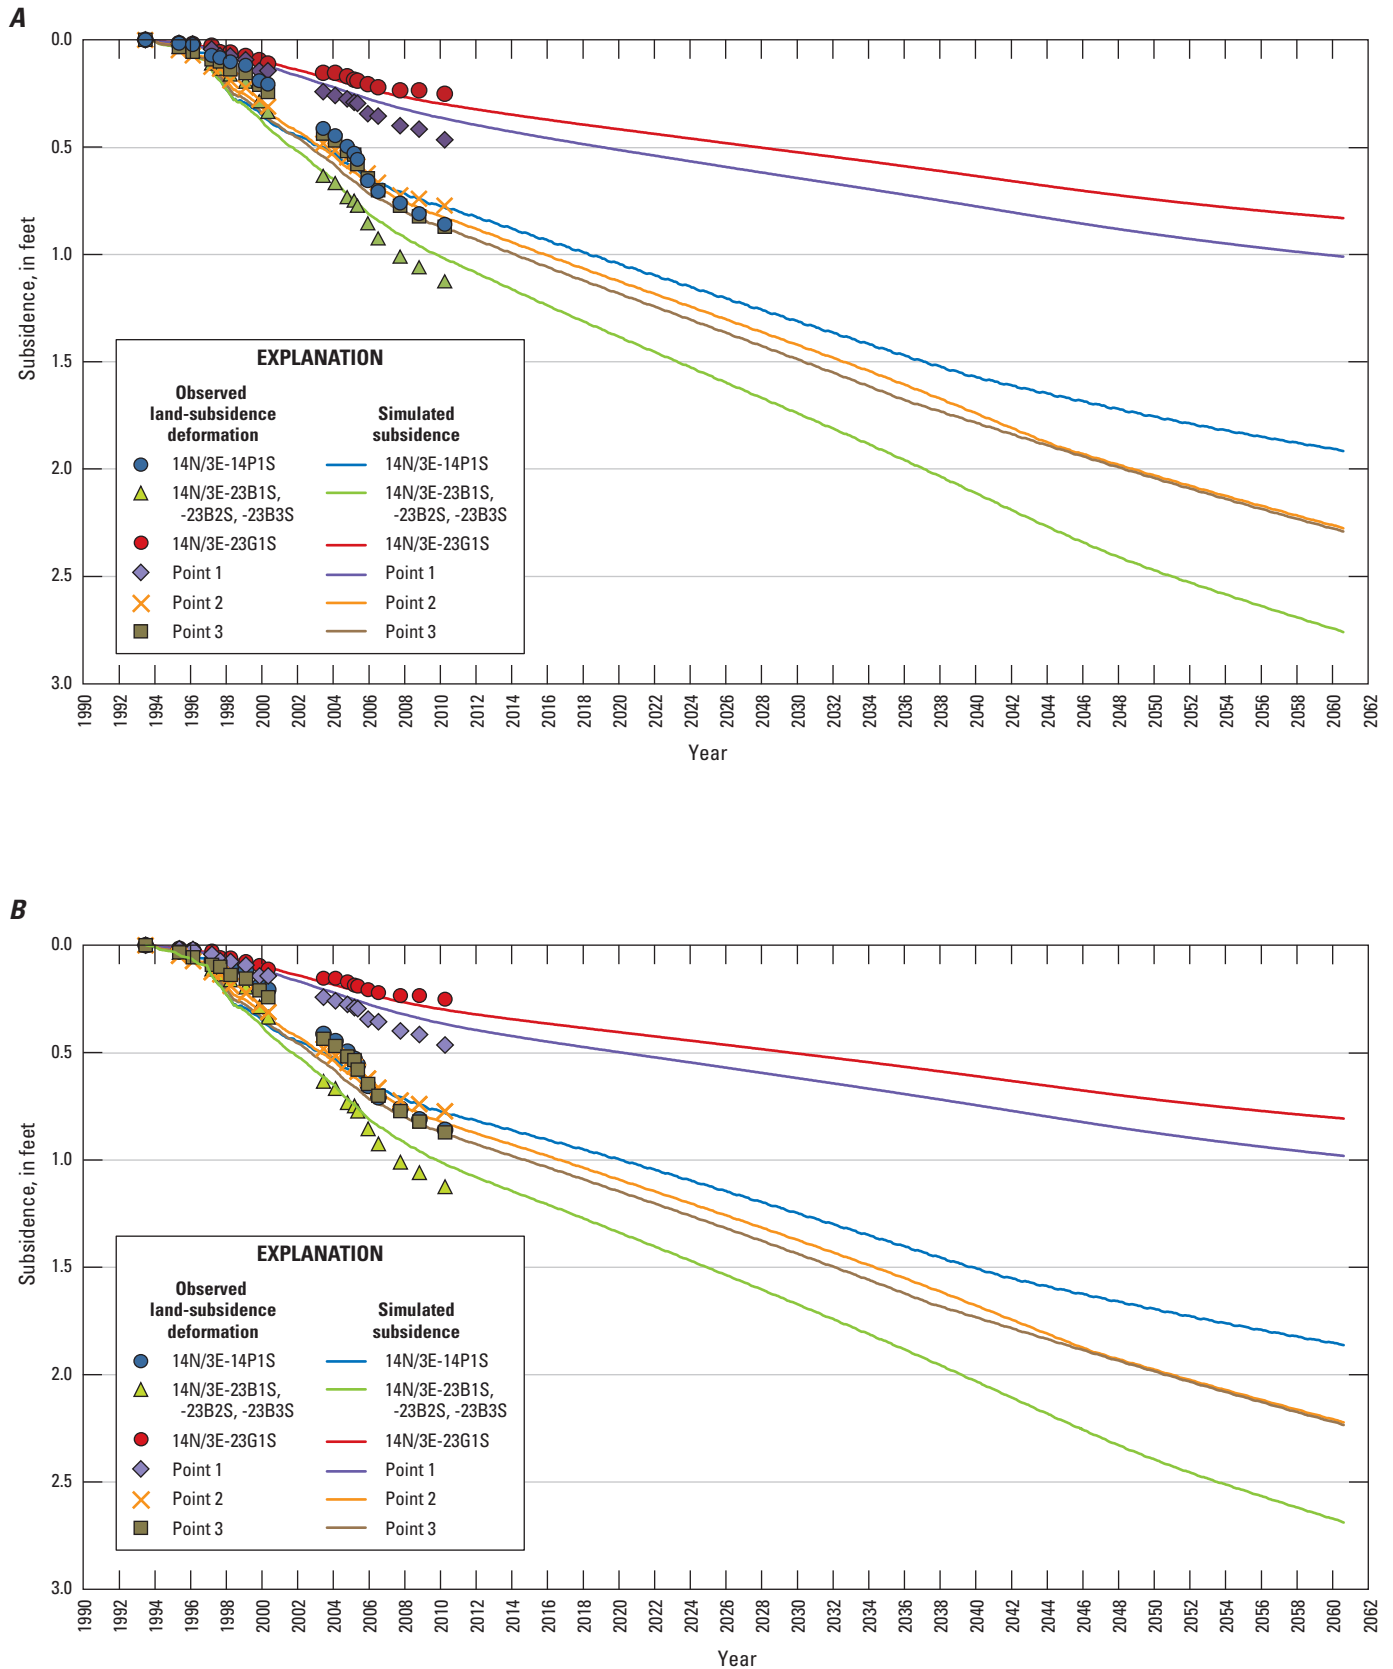 A
0.0
0.5
1.0
1.5
2.0
2.5
3.0
Subsidence, in feet
EXPLANATION
Observed
land-subsidence
deformation
Simulated
subsidence
14N/3E-14P1S
14N/3E-14P1S
14N/3E-23B1S,
-23B2S, -23B3S
14N/3E-23B1S,
-23B2S, -23B3S
14N/3E-23G1S
14N/3E-23G1S
Point 1
Point 1
Point 2
Point 2
Point 3
Point 3
1990
1992
1994
1996
1998
2000
2002
2004
2006
2008
2010
2012
2014
2016
2018
2020
2022
2024
2026
2028
2030
2032
2034
2036
2038
2040
2042
2044
2046
2048
2050
2052
2054
2056
2058
2060
2062
Year
B
0.0
0.5
1.0
1.5
2.0
2.5
3.0
Subsidence, in feet
EXPLANATION
Observed
land-subsidence
deformation
Simulated
subsidence
14N/3E-14P1S
14N/3E-14P1S
14N/3E-23B1S,
-23B2S, -23B3S
14N/3E-23B1S,
-23B2S, -23B3S
14N/3E-23G1S
14N/3E-23G1S
Point 1
Point 1
Point 2
Point 2
Point 3
Point 3
1990
1992
1994
1996
1998
2000
2002
2004
2006
2008
2010
2012
2014
2016
2018
2020
2022
2024
2026
2028
2030
2032
2034
2036
2038
2040
2042
2044
2046
2048
2050
2052
2054
2056
2058
2060
2062
Year